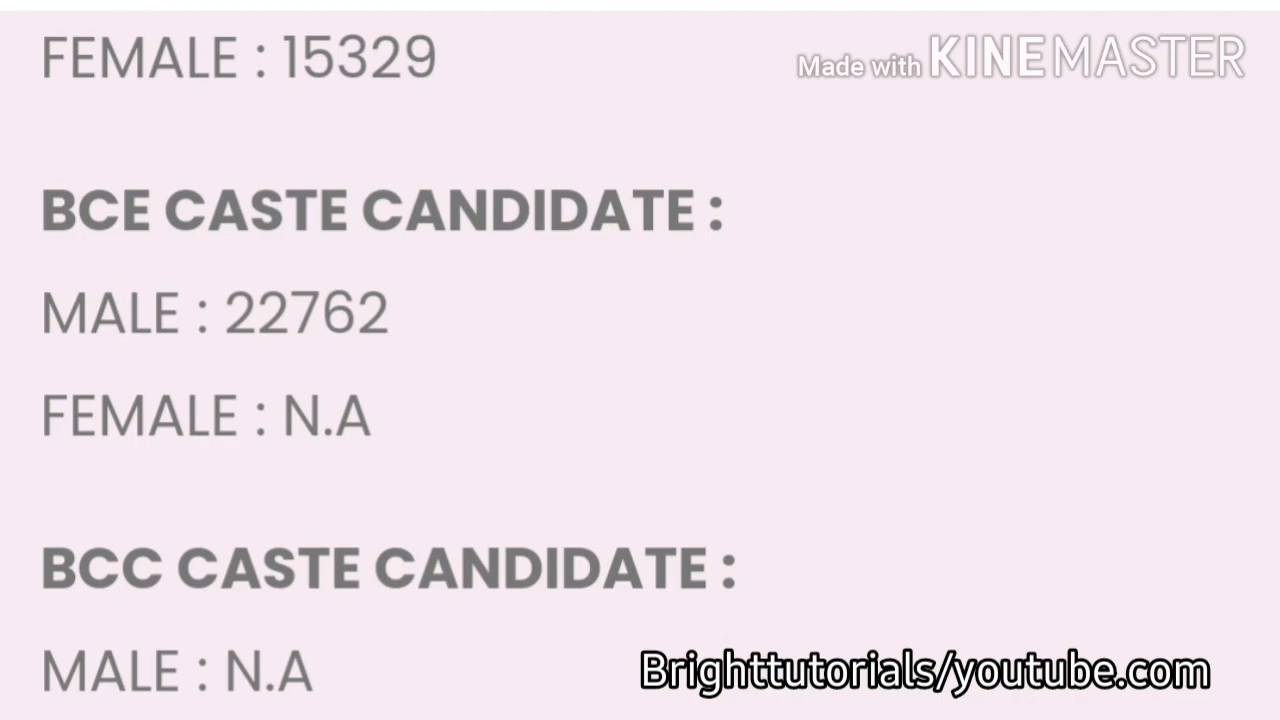 FEMALE : 15329
Made with KINEMASTER
BCE CASTE CANDIDATE :
MALE : 22762
FEMALE : N.A
BCC CASTE CANDIDATE :
MALE : N.A
Brighttutorials/youtube.com